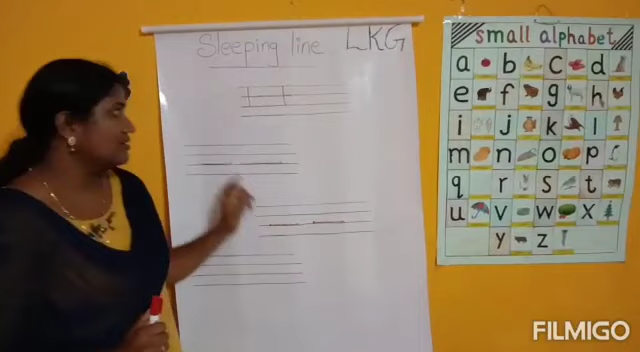 Sleeping line LKG
small alphabet
a b c d
e f g h
i j k l
m n o p
q r s t
u v w x
y z
FILMIGO